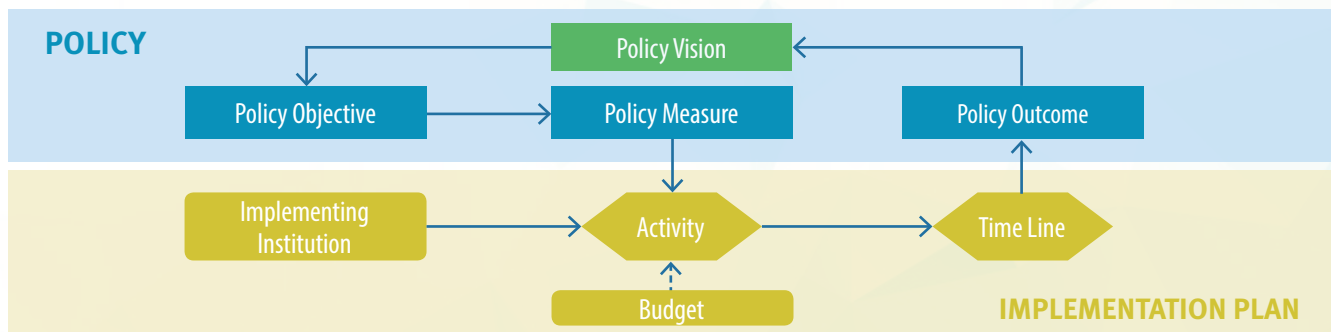 POLICY
Policy Vision
Policy Objective
Policy Measure
Policy Outcome
Implementing
Institution
Activity
Time Line
Budget
IMPLEMENTATION PLAN